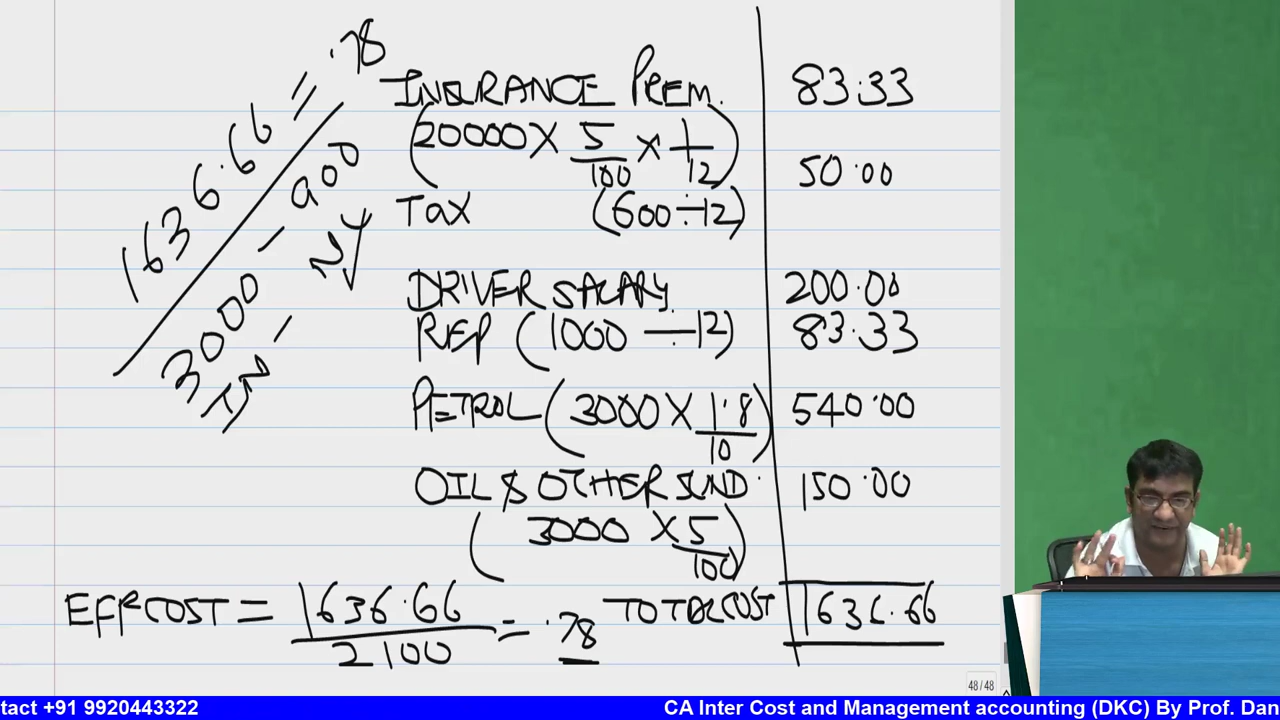 INSURANCE PREM. 83.33
(20000 × 5/100 × 1/12)
50.00
Tax (600 ÷ 12)
DRIVER SALARY. 200.00
REP (1000 ÷ 12) 83.33
PETROL (3000 × 1.8/10) 540.00
OIL & OTHER SUND. 150.00
(3000 × 5/100)
EFF COST = 1636.66/2100 = .78 TOTAL COST 1636.66
1636.66 = .78
3000 - 900
48/48
tact +91 9920443322 CA Inter Cost and Management accounting (DKC) By Prof. Dan